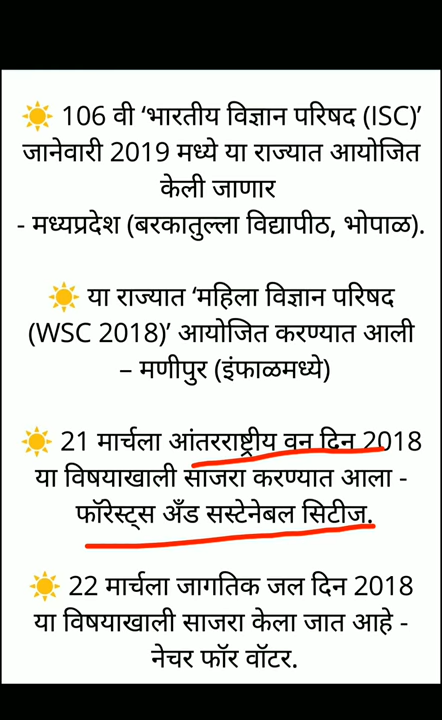 ☀️ 106 वी ‘भारतीय विज्ञान परिषद (ISC)’
जानेवारी 2019 मध्ये या राज्यात आयोजित
केली जाणार
- मध्यप्रदेश (बरकातुल्ला विद्यापीठ, भोपाळ).
☀️ या राज्यात ‘महिला विज्ञान परिषद
(WSC 2018)’ आयोजित करण्यात आली
– मणीपुर (इंफाळमध्ये)
☀️ 21 मार्चला आंतरराष्ट्रीय वन दिन 2018
या विषयाखाली साजरा करण्यात आला -
फॉरेस्ट्स अँड सस्टेनेबल सिटीज.
☀️ 22 मार्चला जागतिक जल दिन 2018
या विषयाखाली साजरा केला जात आहे -
नेचर फॉर वॉटर.